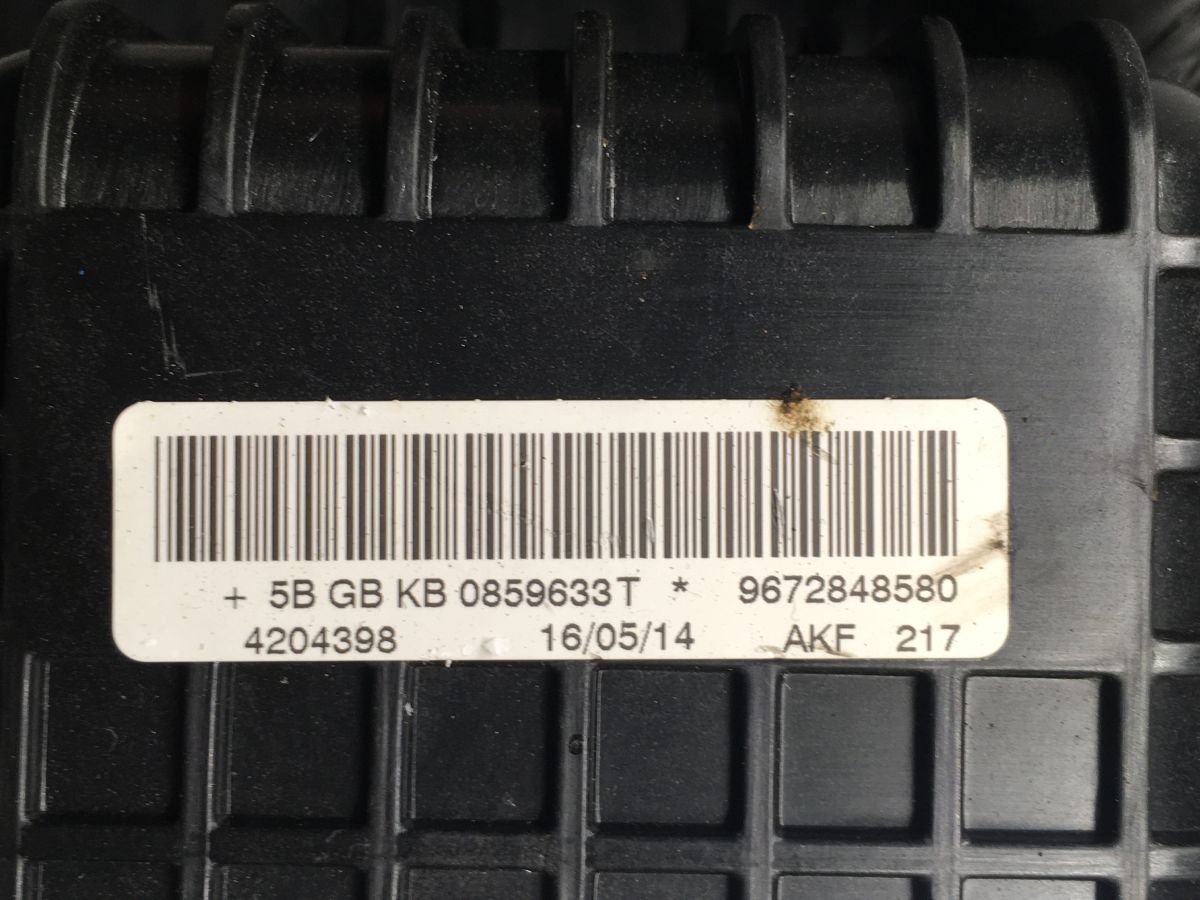 + 5B GB KB 0859633T * 9672848580
4204398 16/05/14 AKF 217